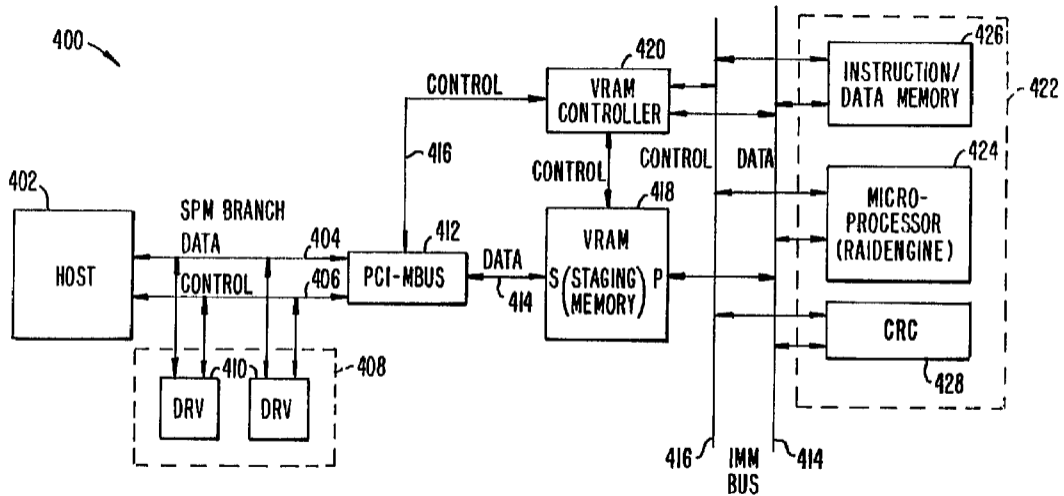 400
426
420
INSTRUCTION/
DATA MEMORY
422
VRAM
CONTROLLER
CONTROL
416
424
CONTROL
CONTROL
DATA
402
418
MICRO-
PROCESSOR
(RAIDENGINE)
SPM BRANCH
412
VRAM
DATA
404
HOST
PCI-MBUS
DATA
S (STAGING MEMORY) P
CONTROL
406
414
CRC
410
408
428
DRV
DRV
416
IMM
BUS
414